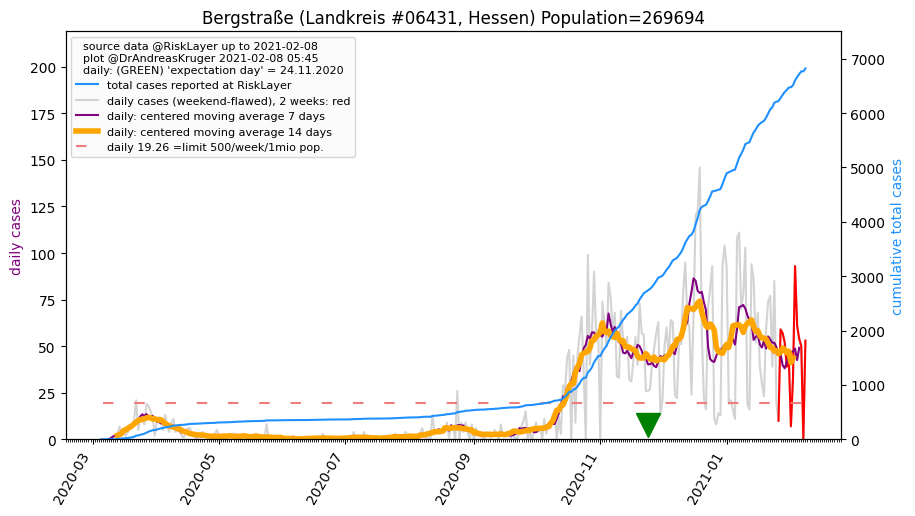 Bergstraße (Landkreis #06431, Hessen) Population=269694
source data @RiskLayer up to 2021-02-08
plot @DrAndreasKruger 2021-02-08 05:45
daily: (GREEN) 'expectation day' = 24.11.2020
total cases reported at RiskLayer
daily cases (weekend-flawed), 2 weeks: red
daily: centered moving average 7 days
daily: centered moving average 14 days
daily 19.26 =limit 500/week/1mio pop.
daily cases
200
175
150
125
100
75
50
25
0
7000
6000
5000
4000
3000
2000
1000
0
cumulative total cases
2020-03
2020-05
2020-07
2020-09
2020-11
2021-01